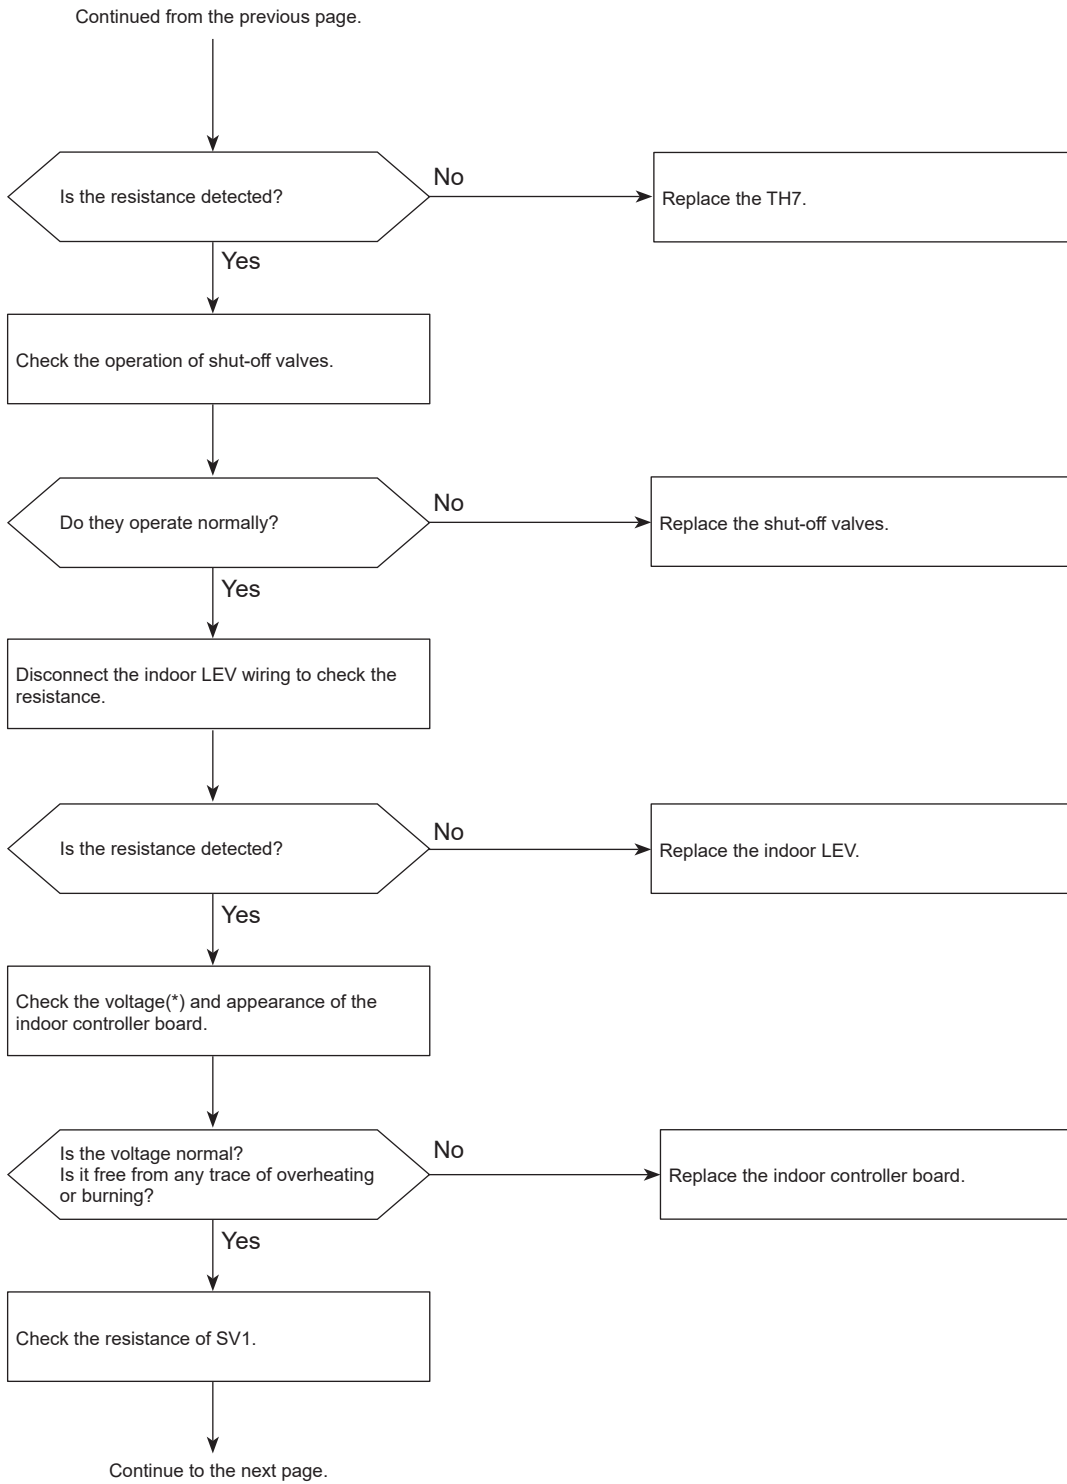 Continued from the previous page.
Is the resistance detected?
No
Replace the TH7.
Yes
Check the operation of shut-off valves.
Do they operate normally?
No
Replace the shut-off valves.
Yes
Disconnect the indoor LEV wiring to check the
resistance.
Is the resistance detected?
No
Replace the indoor LEV.
Yes
Check the voltage(*) and appearance of the
indoor controller board.
Is the voltage normal?
Is it free from any trace of overheating
or burning?
No
Replace the indoor controller board.
Yes
Check the resistance of SV1.
Continue to the next page.